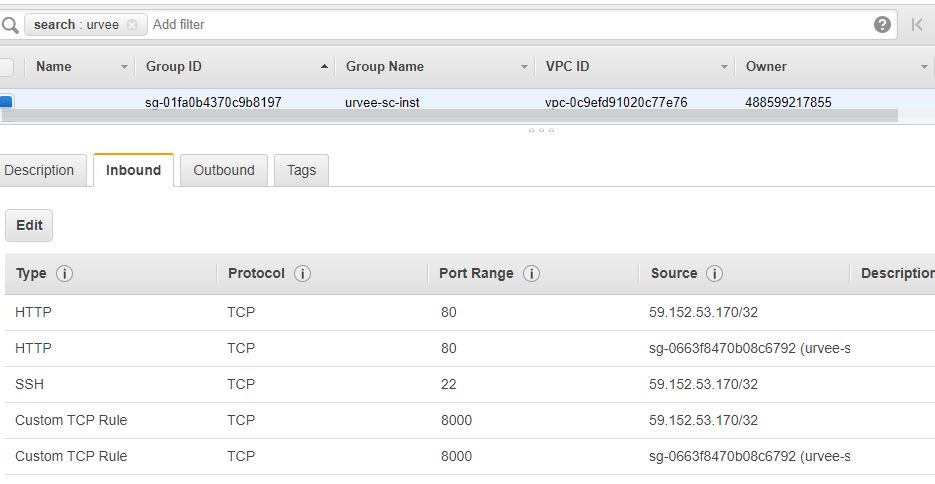 search : urvee Add filter
Name Group ID Group Name VPC ID Owner
sg-01fa0b4370c9b8197 urvee-sc-inst vpc-0c9efd91020c77e76 488599217855
Description Inbound Outbound Tags
Edit
Type Protocol Port Range Source Description
HTTP TCP 80 59.152.53.170/32
HTTP TCP 80 sg-0663f8470b08c6792 (urvee-s
SSH TCP 22 59.152.53.170/32
Custom TCP Rule TCP 8000 59.152.53.170/32
Custom TCP Rule TCP 8000 sg-0663f8470b08c6792 (urvee-s